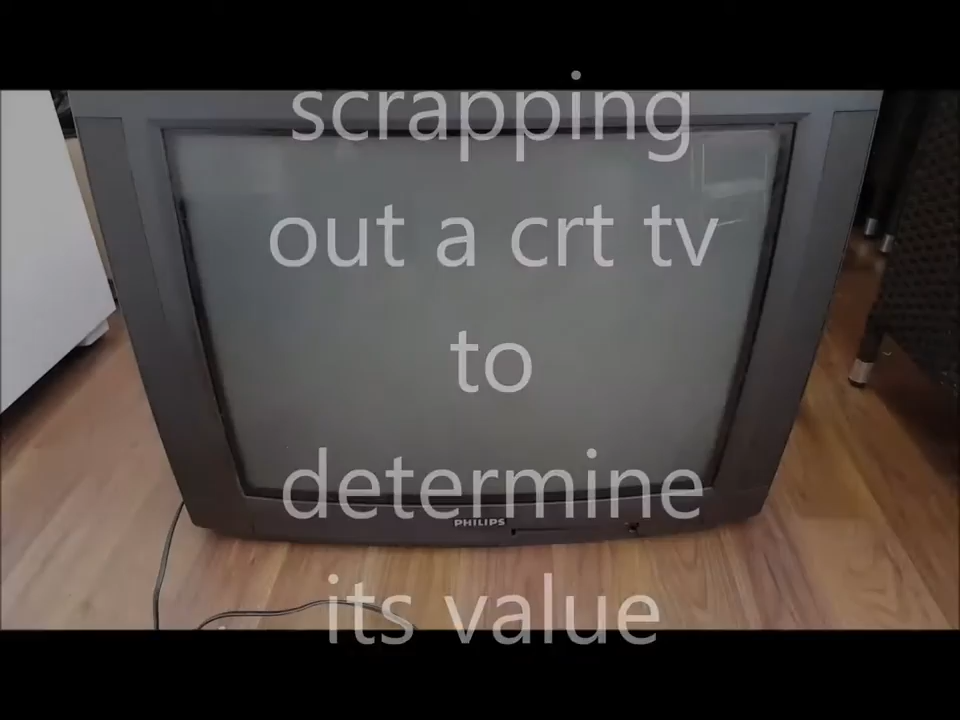 scrapping
out a crt tv
to
determine
PHILIPS
its value